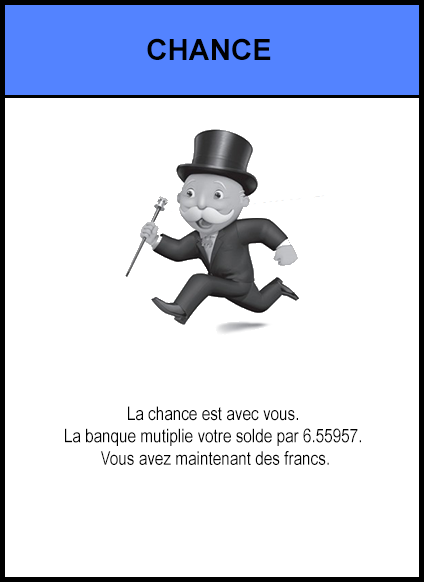 CHANCE
La chance est avec vous.
La banque mutiplie votre solde par 6.55957.
Vous avez maintenant des francs.